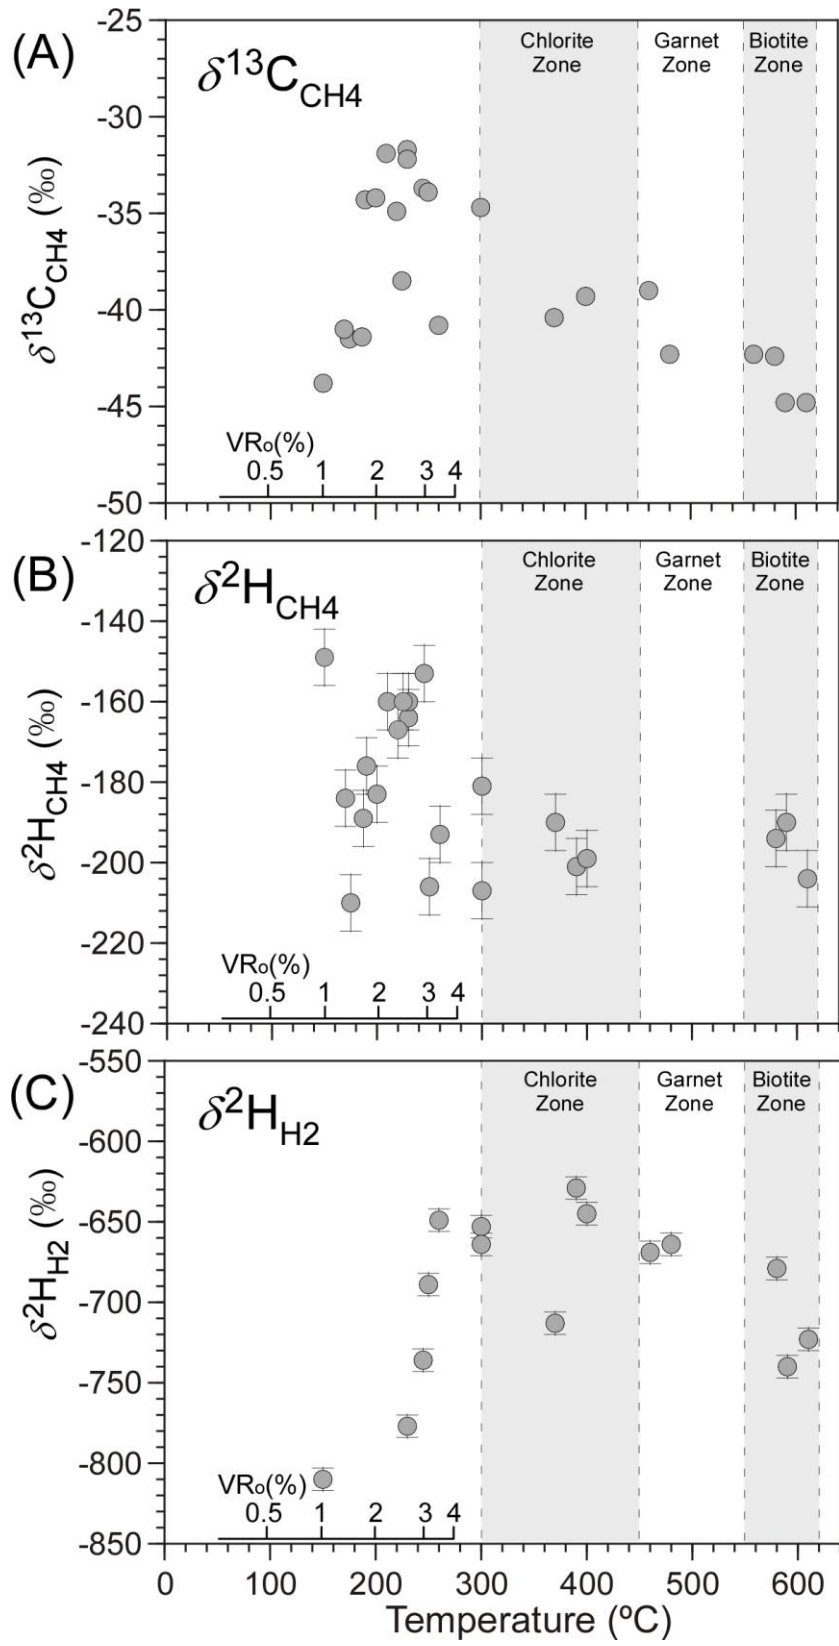 (A)
δ13CCH4
Chlorite Zone
Garnet Zone
Biotite Zone
δ13CCH4 (‰)
-25
-30
-35
-40
-45
-50
VRo(%)
0.5 1 2 3 4
(B)
δ2HCH4
Chlorite Zone
Garnet Zone
Biotite Zone
δ2HCH4 (‰)
-120
-140
-160
-180
-200
-220
-240
VRo(%)
0.5 1 2 3 4
(C)
δ2HH2
Chlorite Zone
Garnet Zone
Biotite Zone
δ2HH2 (‰)
-550
-600
-650
-700
-750
-800
-850
VRo(%)
0.5 1 2 3 4
0 100 200 300 400 500 600
Temperature (ºC)